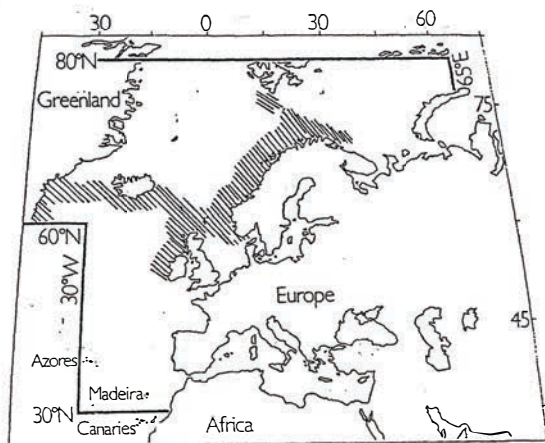 30 0 30 60
80°N
65°E
Greenland
75
60°N
30°W
Europe
45
Azores
Madeira
30°N
Canaries
Africa